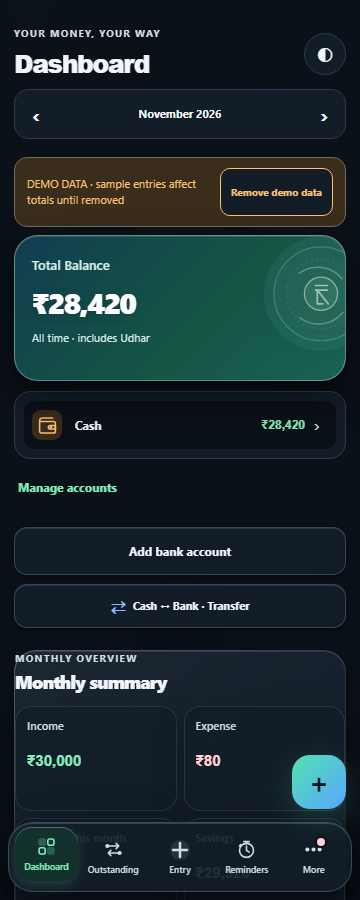 YOUR MONEY, YOUR WAY
Dashboard
‹ November 2026 ›
DEMO DATA · sample entries affect
totals until removed
Remove demo data
Total Balance
₹28,420
All time · includes Udhar
Cash ₹28,420 ›
Manage accounts
Add bank account
Cash ↔ Bank · Transfer
MONTHLY OVERVIEW
Monthly summary
Income Expense
₹30,000 ₹80
+
this month Savings
Dashboard Outstanding Entry Reminders More